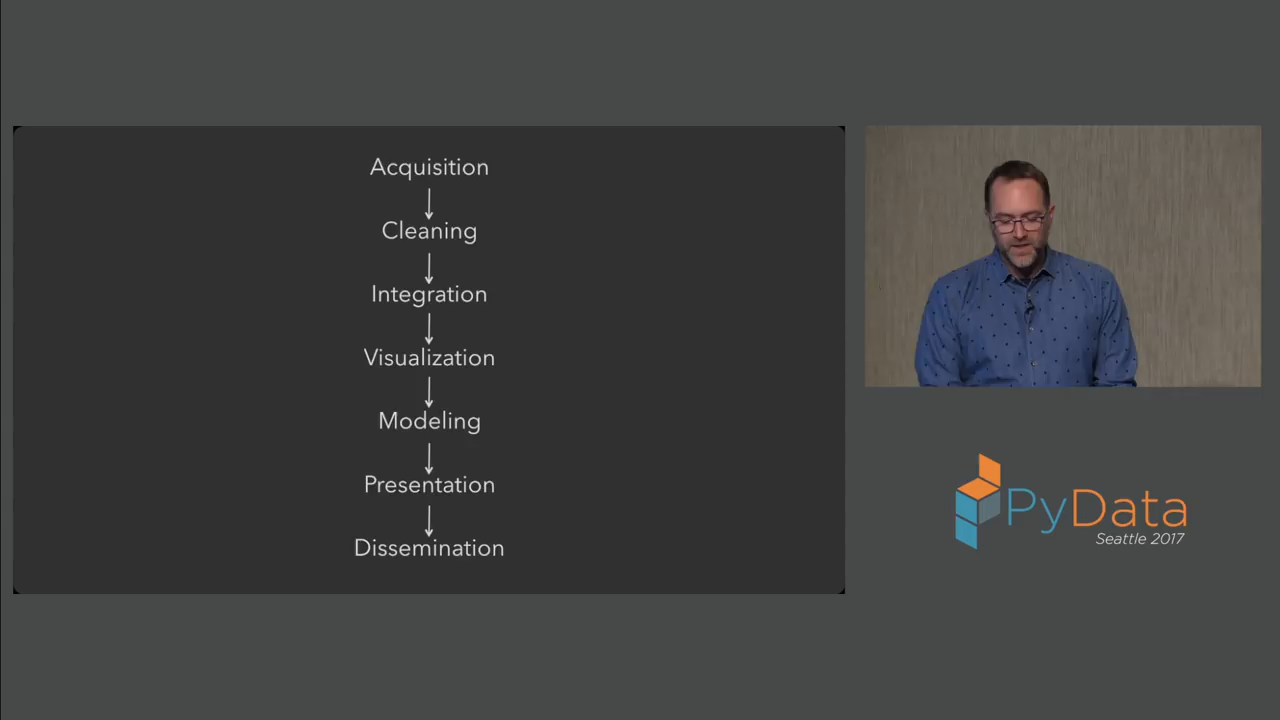 Acquisition
Cleaning
Integration
Visualization
Modeling
Presentation
Dissemination
PyData
Seattle 2017